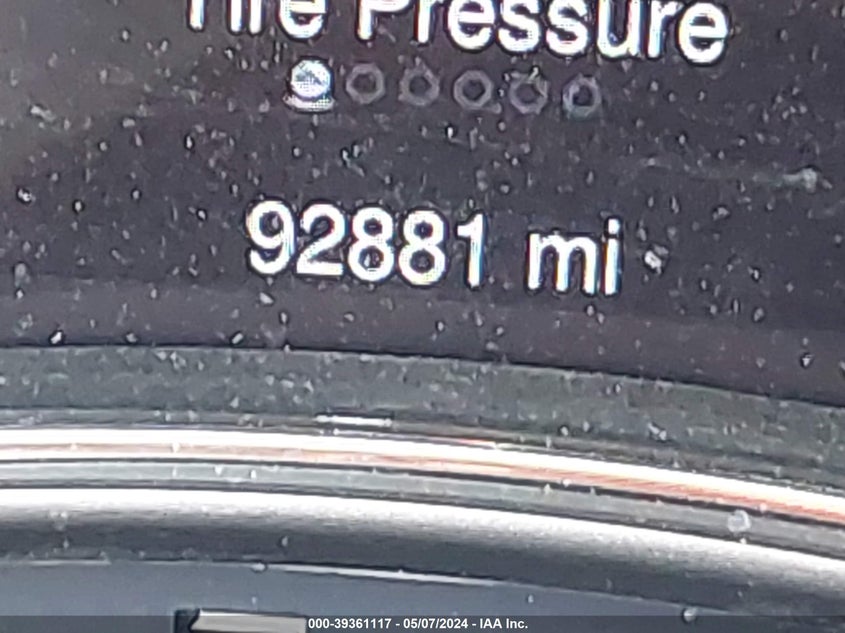 Tire Pressure
92881 mi
000-39361117 - 05/07/2024 - IAA Inc.